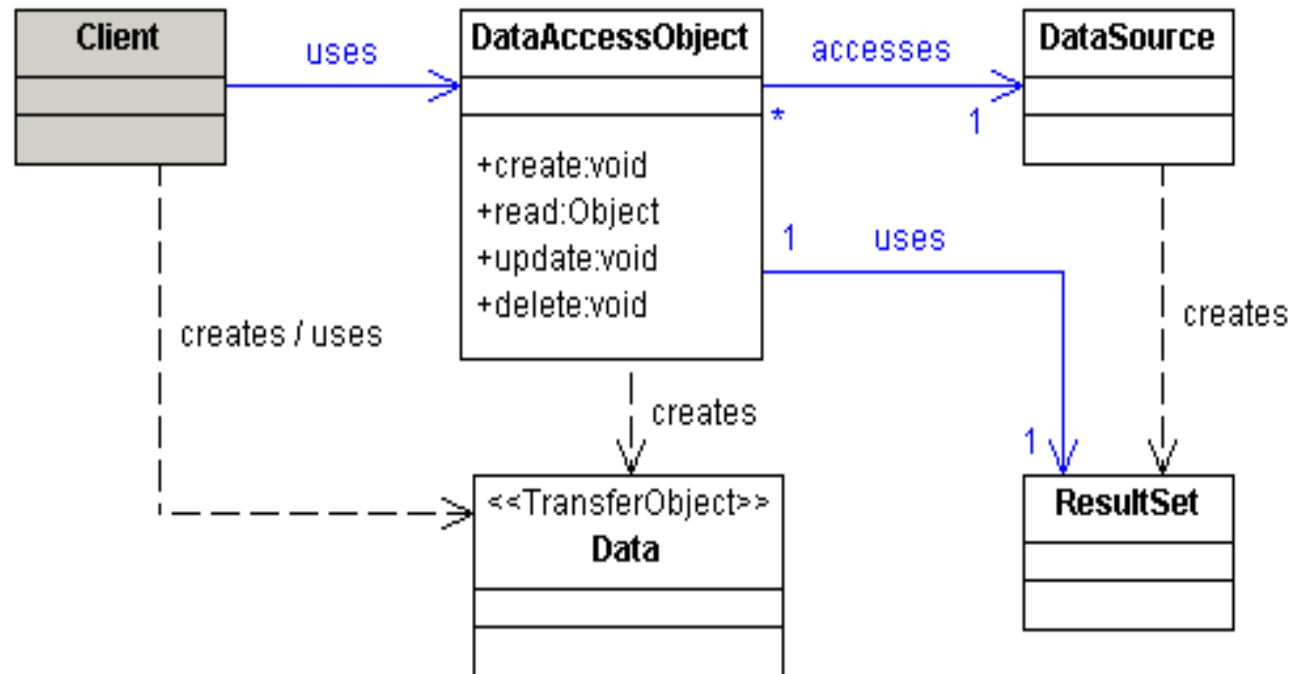 Client
uses
DataAccessObject
accesses
DataSource
*
1
+create:void
+read:Object
+update:void
+delete:void
1
uses
creates / uses
creates
creates
1
<<TransferObject>>
Data
ResultSet